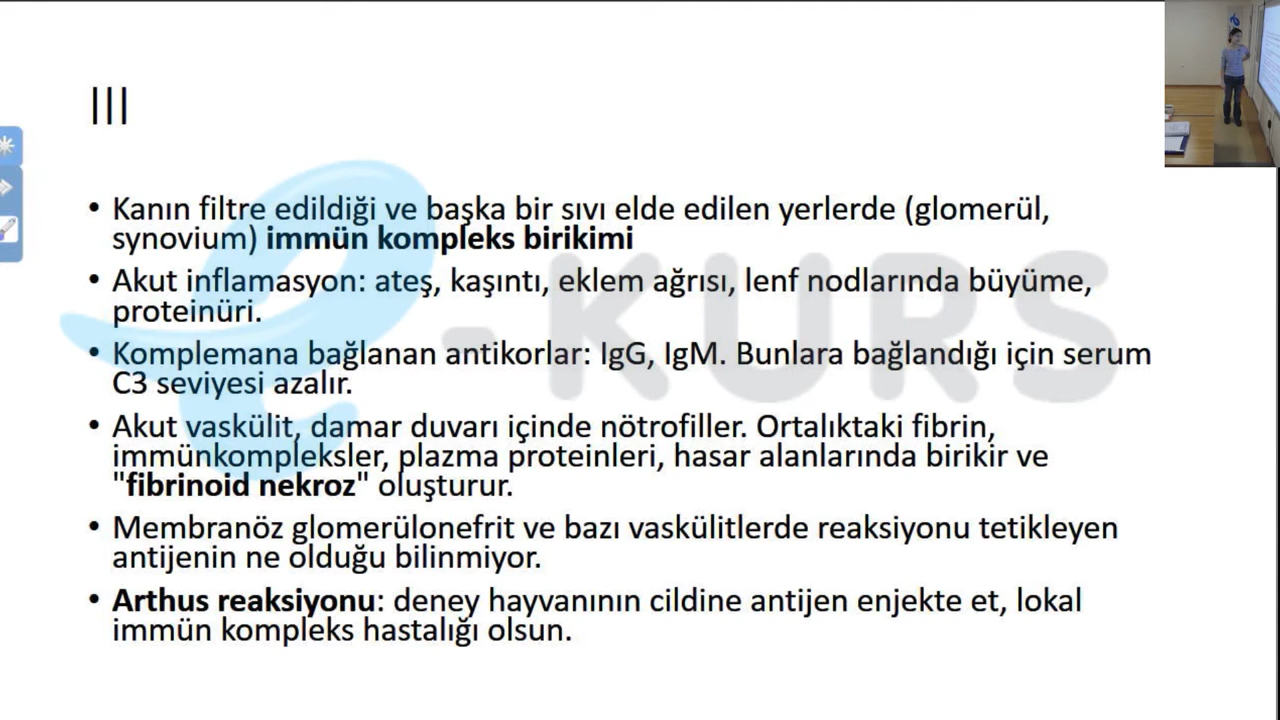 III
• Kanın filtre edildiği ve başka bir sıvı elde edilen yerlerde (glomerül,
synovium) immün kompleks birikimi
• Akut inflamasyon: ateş, kaşıntı, eklem ağrısı, lenf nodlarında büyüme,
proteinüri.
• Komplemana bağlanan antikorlar: IgG, IgM. Bunlara bağlandığı için serum
C3 seviyesi azalır.
• Akut vaskülit, damar duvarı içinde nötrofiller. Ortalıktaki fibrin,
immünkompleksler, plazma proteinleri, hasar alanlarında birikir ve
"fibrinoid nekroz" oluşturur.
• Membranöz glomerülonefrit ve bazı vaskülitlerde reaksiyonu tetikleyen
antijenin ne olduğu bilinmiyor.
• Arthus reaksiyonu: deney hayvanının cildine antijen enjekte et, lokal
immün kompleks hastalığı olsun.
e-KURS